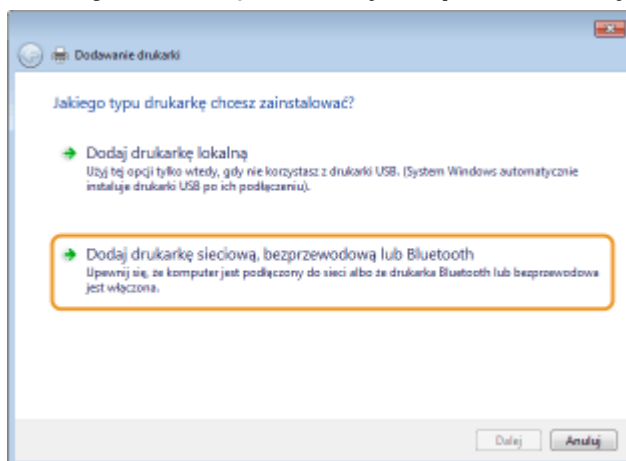 Dodawanie drukarki
Jakiego typu drukarkę chcesz zainstalować?
Dodaj drukarkę lokalną
Użyj tej opcji tylko wtedy, gdy nie korzystasz z drukarki USB. (System Windows automatycznie
instaluje drukarki USB po ich podłączeniu).
Dodaj drukarkę sieciową, bezprzewodową lub Bluetooth
Upewnij się, że komputer jest podłączony do sieci albo że drukarka Bluetooth lub bezprzewodowa
jest włączona.
Dalej
Anuluj